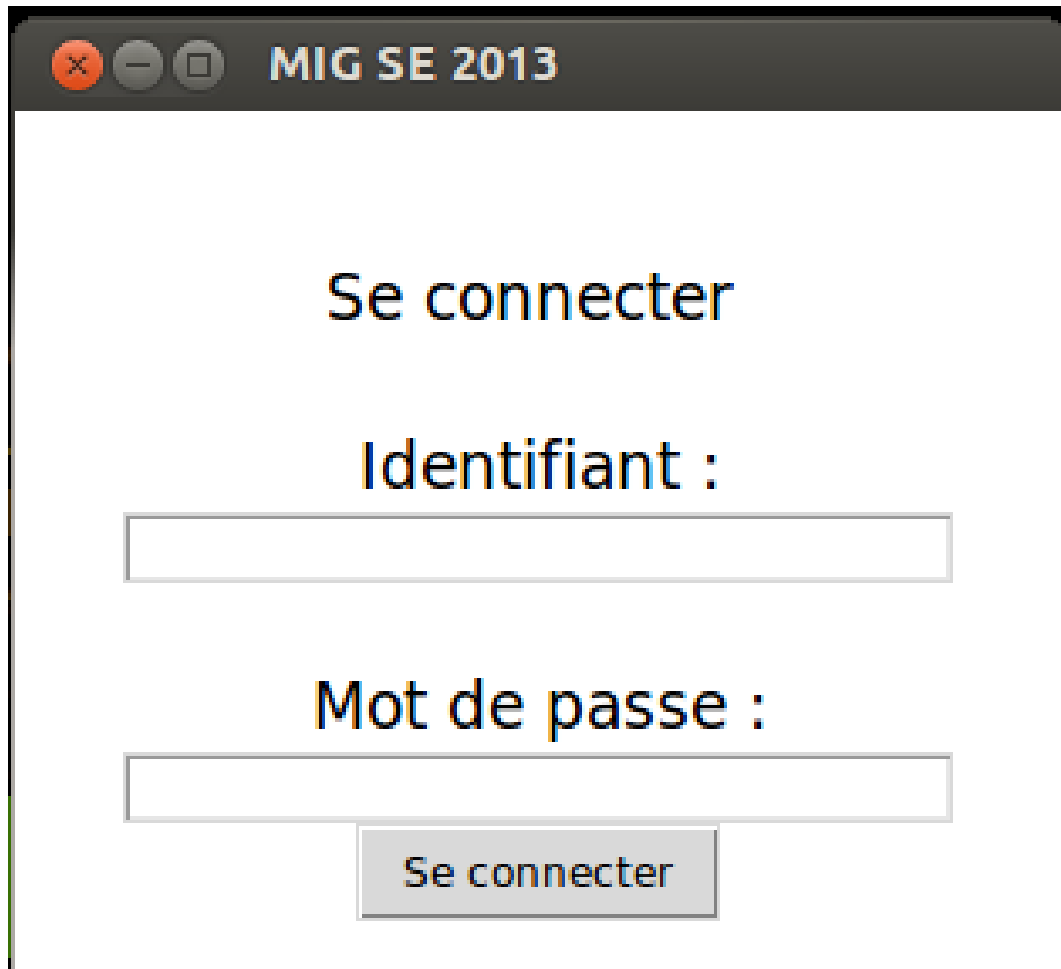 MIG SE 2013
Se connecter
Identifiant :
Mot de passe :
Se connecter